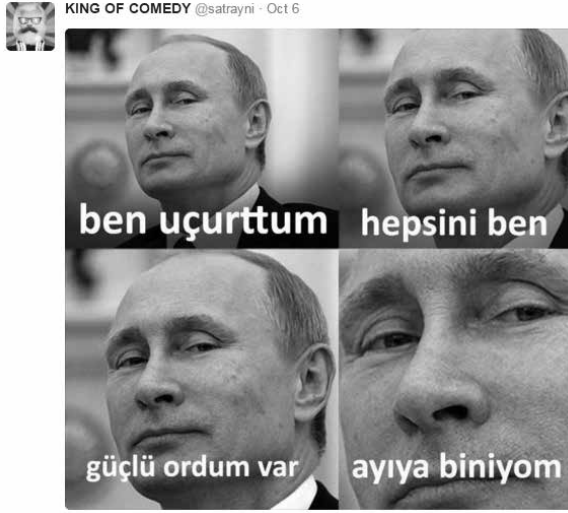 KING OF COMEDY @satrayni · Oct 6
ben uçurttum
hepsini ben
güçlü ordum var
ayıya biniyom